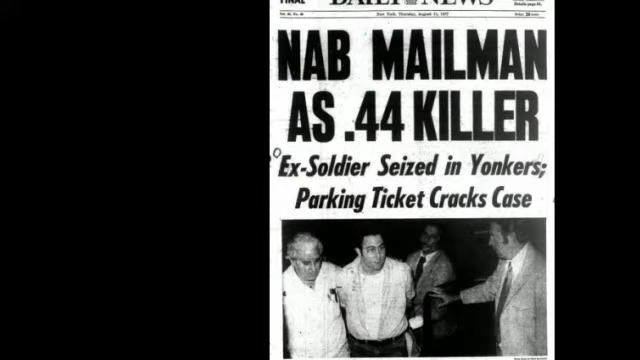 FINAL
DAILY NEWS
New York, Thursday, August 11, 1977
NAB MAILMAN
AS .44 KILLER
Ex-Soldier Seized in Yonkers;
Parking Ticket Cracks Case